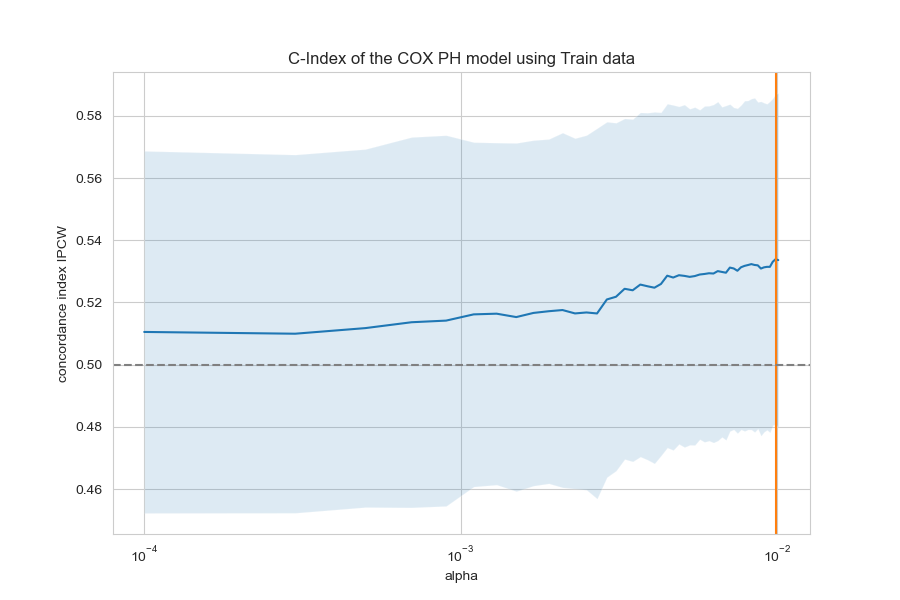 C-Index of the COX PH model using Train data
concordance index IPCW
0.58
0.56
0.54
0.52
0.50
0.48
0.46
10⁻⁴ 10⁻³ 10⁻²
alpha